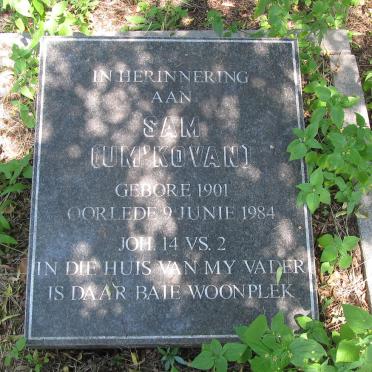 IN HERINNERING
AAN
SAM
(UM'KOVAN)
GEBORE 1901
OORLEDE 9 JUNIE 1984
JOH. 14 VS. 2
IN DIE HUIS VAN MY VADER
IS DAAR BAIE WOONPLEK